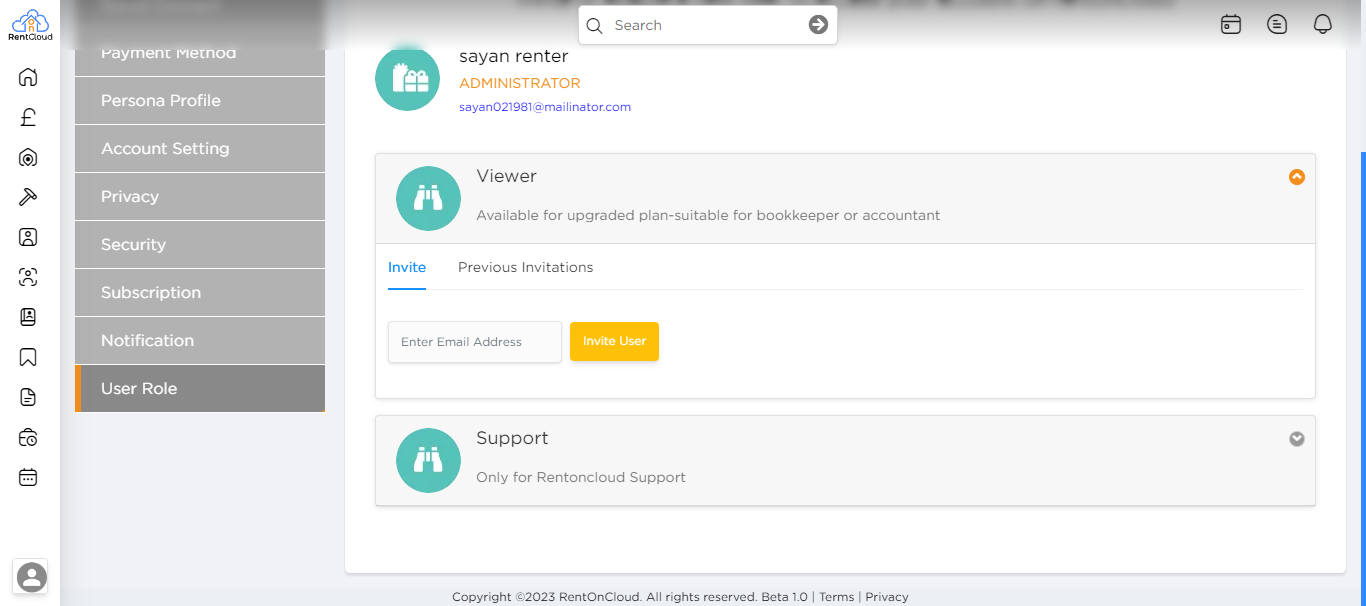 RentCloud
Search
Payment Method
Persona Profile
Account Setting
Privacy
Security
Subscription
Notification
User Role
sayan renter
ADMINISTRATOR
sayan021981@mailinator.com
Viewer
Available for upgraded plan-suitable for bookkeeper or accountant
Invite
Previous Invitations
Enter Email Address
Invite User
Support
Only for Rentoncloud Support
Copyright ©2023 RentOnCloud. All rights reserved. Beta 1.0 | Terms | Privacy